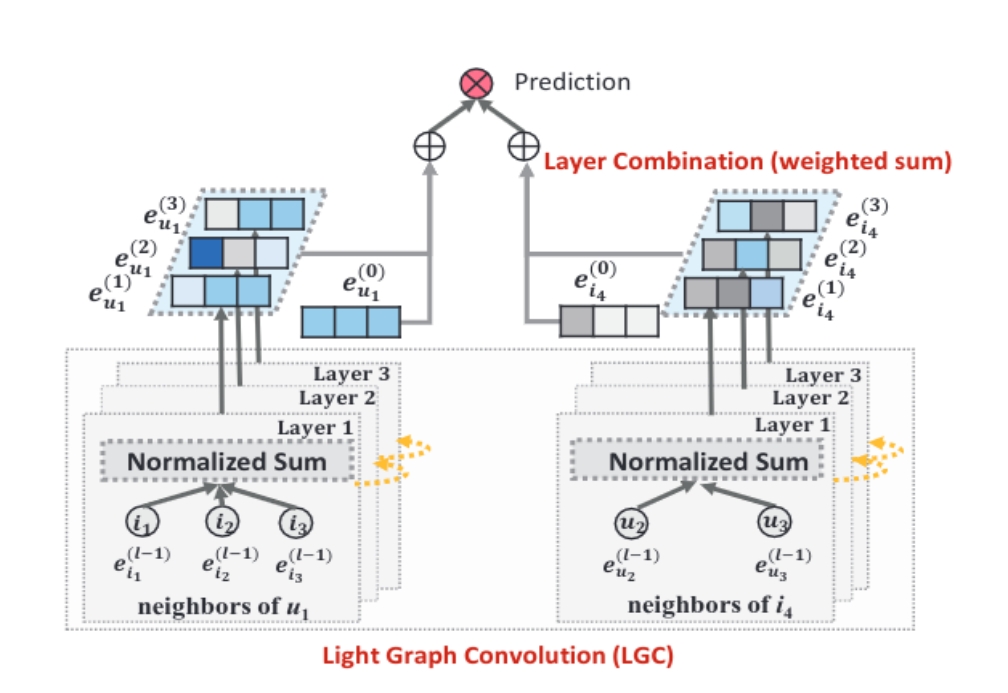 Prediction
Layer Combination (weighted sum)
e_{u_1}^{(3)}
e_{u_1}^{(2)}
e_{u_1}^{(1)}
e_{u_1}^{(0)}
e_{i_4}^{(0)}
e_{i_4}^{(3)}
e_{i_4}^{(2)}
e_{i_4}^{(1)}
Layer 3
Layer 2
Layer 1
Normalized Sum
i_1 i_2 i_3
e_{i_1}^{(l-1)} e_{i_2}^{(l-1)} e_{i_3}^{(l-1)}
neighbors of u_1
Layer 3
Layer 2
Layer 1
Normalized Sum
u_2 u_3
e_{u_2}^{(l-1)} e_{u_3}^{(l-1)}
neighbors of i_4
Light Graph Convolution (LGC)